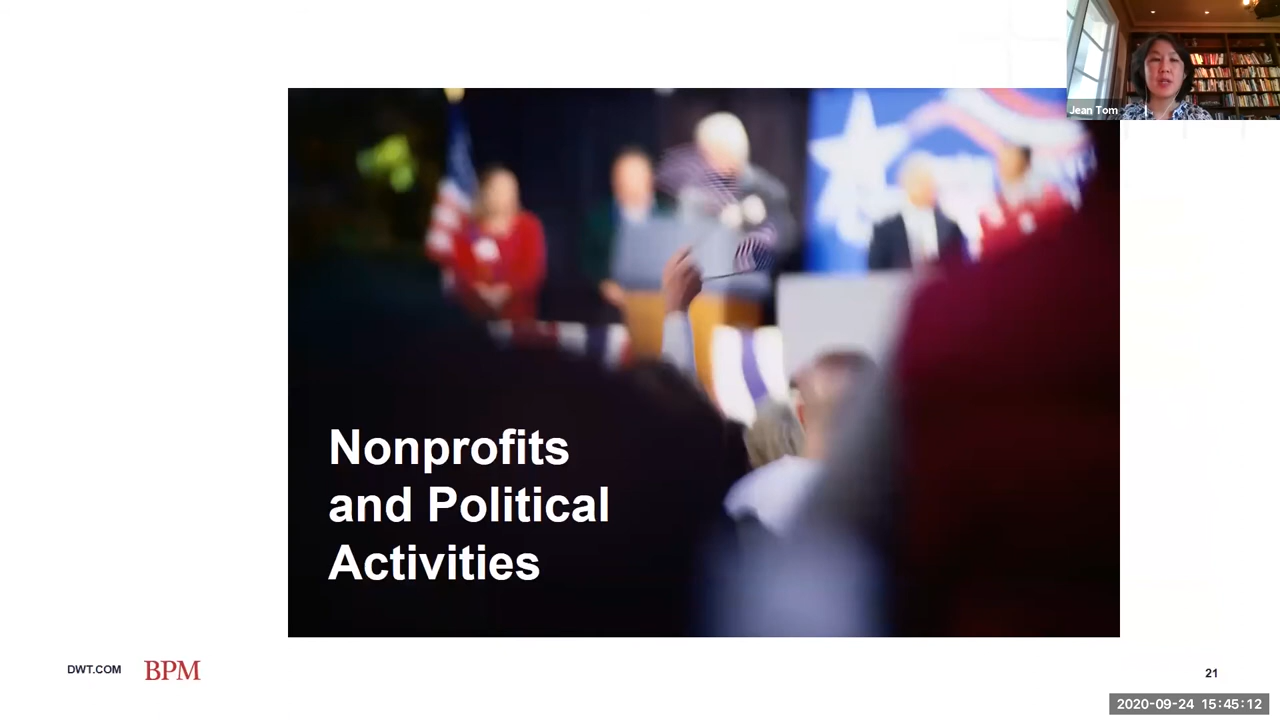 Jean Tom
Nonprofits
and Political
Activities
DWT.COM
BPM
21
2020-09-24 15:45:12